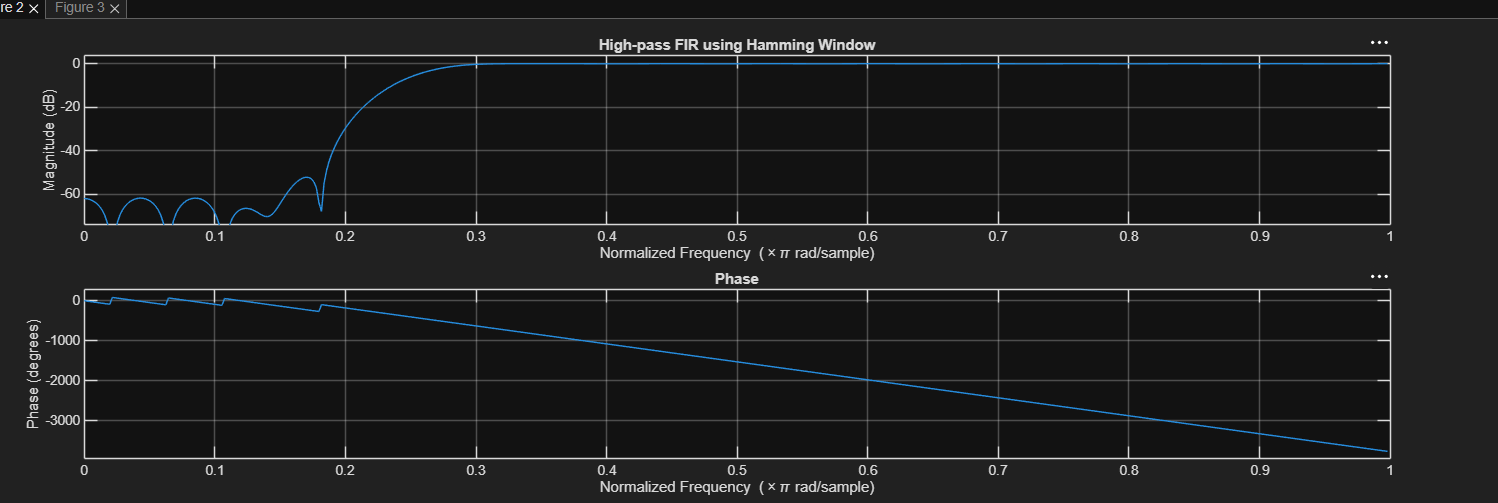 re 2 × Figure 3 ×
High-pass FIR using Hamming Window
Magnitude (dB)
0
-20
-40
-60
0 0.1 0.2 0.3 0.4 0.5 0.6 0.7 0.8 0.9 1
Normalized Frequency (×π rad/sample)
Phase
Phase (degrees)
0
-1000
-2000
-3000
0 0.1 0.2 0.3 0.4 0.5 0.6 0.7 0.8 0.9 1
Normalized Frequency (×π rad/sample)